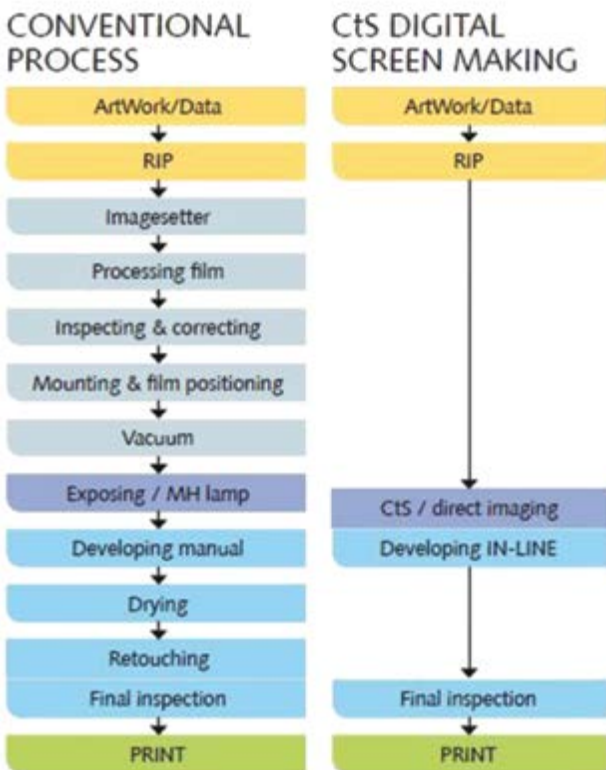 CONVENTIONAL
PROCESS
ArtWork/Data
RIP
Imagesetter
Processing film
Inspecting & correcting
Mounting & film positioning
Vacuum
Exposing / MH lamp
Developing manual
Drying
Retouching
Final inspection
PRINT
CtS DIGITAL
SCREEN MAKING
ArtWork/Data
RIP
CtS / direct imaging
Developing IN-LINE
Final inspection
PRINT